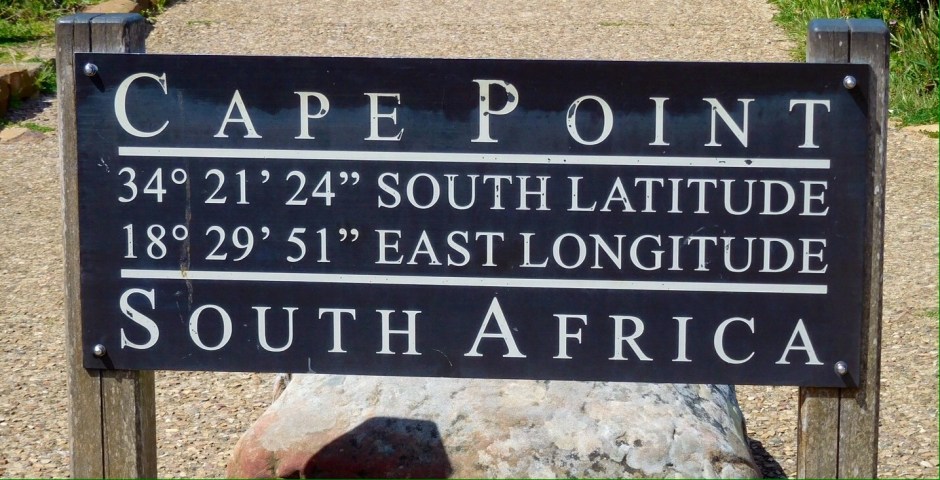 CAPE POINT
34° 21’ 24” SOUTH LATITUDE
18° 29’ 51” EAST LONGITUDE
SOUTH AFRICA